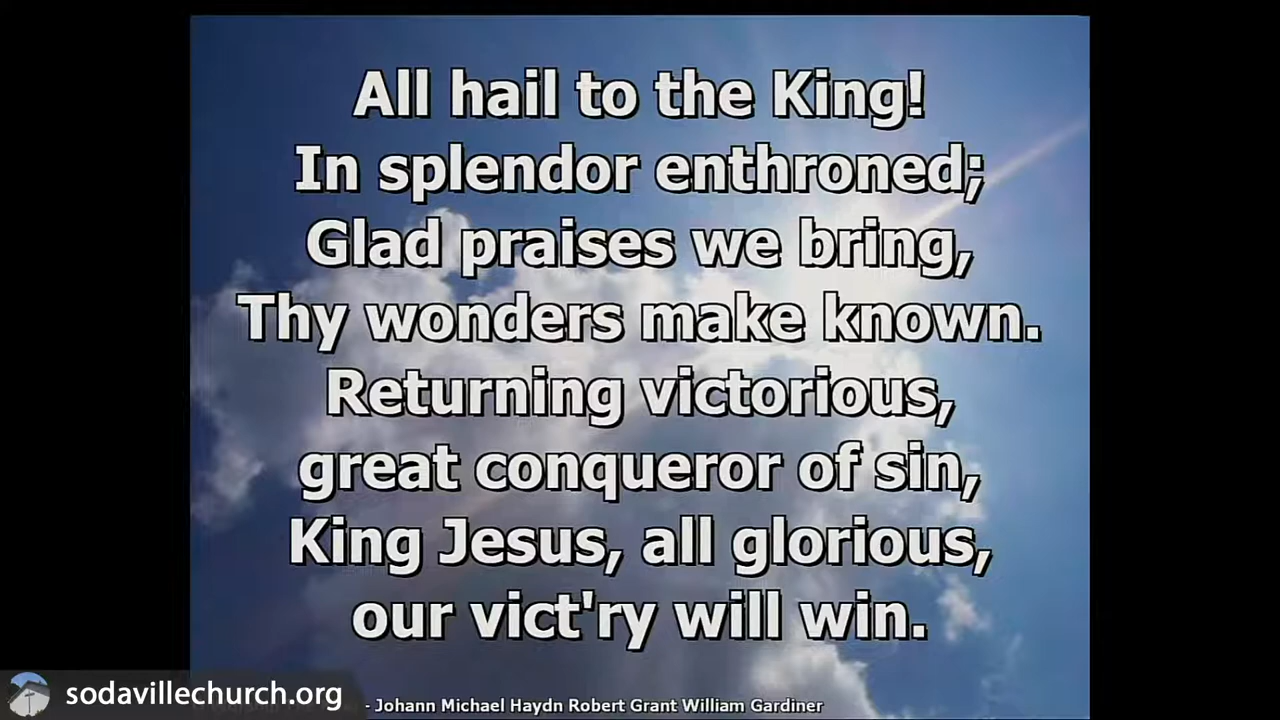 All hail to the King!
In splendor enthroned;
Glad praises we bring,
Thy wonders make known.
Returning victorious,
great conqueror of sin,
King Jesus, all glorious,
our vict'ry will win.
sodavillechurch.org
- Johann Michael Haydn Robert Grant William Gardiner